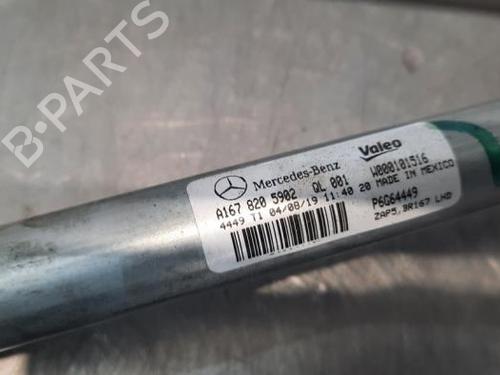 B-PARTS
Mercedes-Benz Valeo
A167 820 5902 QL 001 W000101516
4449 T1 04/08/19 11:40 20 MADE IN MEXICO
P6G64449
ZAP5,BR167 LHD